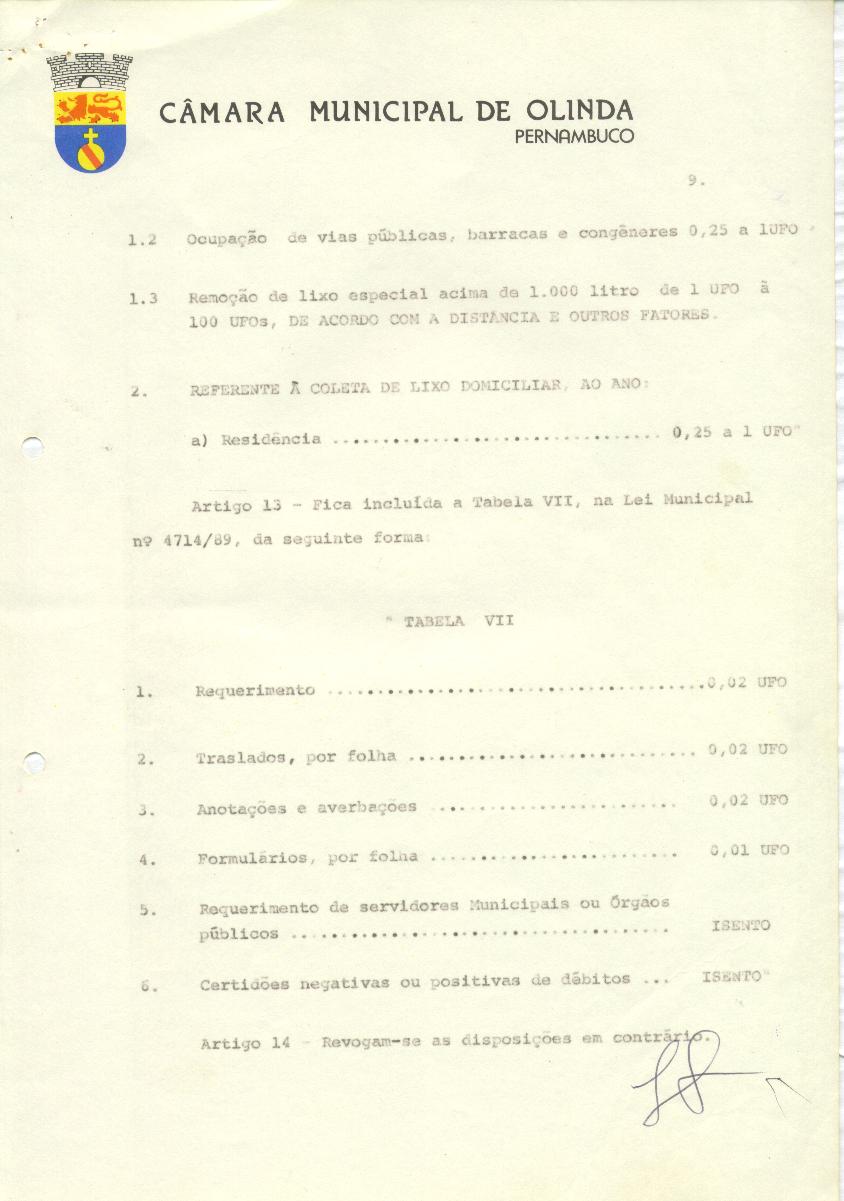 CÂMARA MUNICIPAL DE OLINDA
PERNAMBUCO
9.
1.2 Ocupação de vias públicas, barracas e congêneres 0,25 a 1UFO
1.3 Remoção de lixo especial acima de 1.000 litro de 1 UFO à
100 UFOs, DE ACORDO COM A DISTÂNCIA E OUTROS FATORES.
2. REFERENTE À COLETA DE LIXO DOMICILIAR, AO ANO:
a) Residência .................................. 0,25 a 1 UFO"
Artigo 13 - Fica incluída a Tabela VII, na Lei Municipal
nº 4714/89, da seguinte forma:
" TABELA VII
1. Requerimento .......................................0,02 UFO
2. Traslados, por folha .............................. 0,02 UFO
3. Anotações e averbações .......................... 0,02 UFO
4. Formulários, por folha .......................... 0,01 UFO
5. Requerimento de servidores Municipais ou Órgãos
públicos ....................................... ISENTO
6. Certidões negativas ou positivas de débitos ... ISENTO"
Artigo 14 - Revogam-se as disposições em contrário.